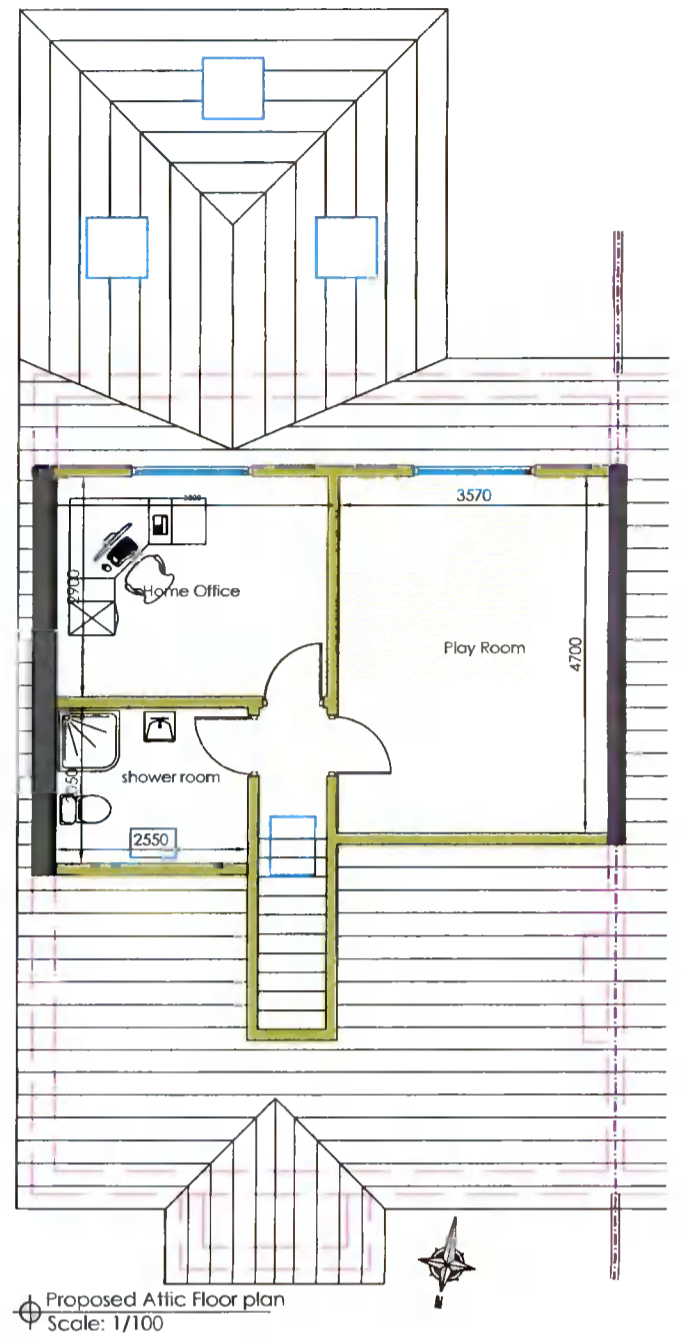 3570
Home Office
2900
Play Room
4700
shower room
2550
Proposed Attic Floor plan
Scale: 1/100